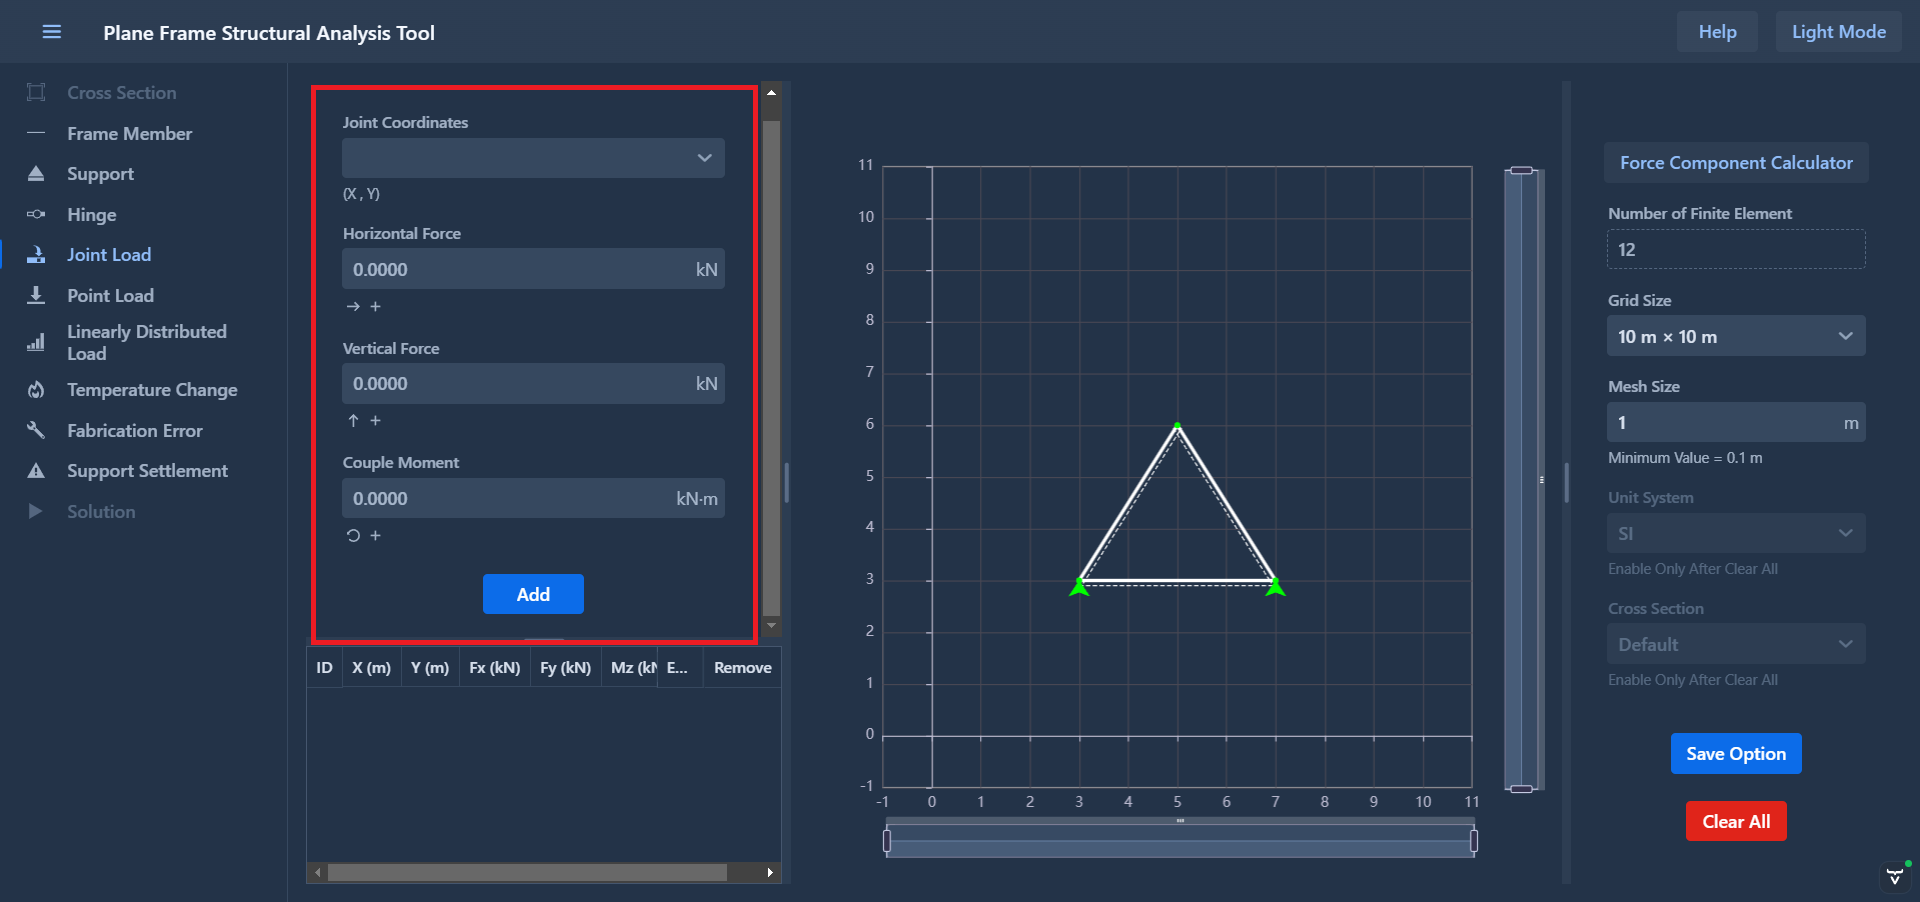 Plane Frame Structural Analysis Tool
Help
Light Mode
Cross Section
Frame Member
Support
Hinge
Joint Load
Point Load
Linearly Distributed
Load
Temperature Change
Fabrication Error
Support Settlement
Solution
Joint Coordinates
(X , Y)
Horizontal Force
0.0000 kN
→ +
Vertical Force
0.0000 kN
↑ +
Couple Moment
0.0000 kN·m
+
Add
ID X (m) Y (m) Fx (kN) Fy (kN) Mz (kN E... Remove
11
10
9
8
7
6
5
4
3
2
1
0
-1
-1 0 1 2 3 4 5 6 7 8 9 10 11
Force Component Calculator
Number of Finite Element
12
Grid Size
10 m × 10 m
Mesh Size
1 m
Minimum Value = 0.1 m
Unit System
SI
Enable Only After Clear All
Cross Section
Default
Enable Only After Clear All
Save Option
Clear All